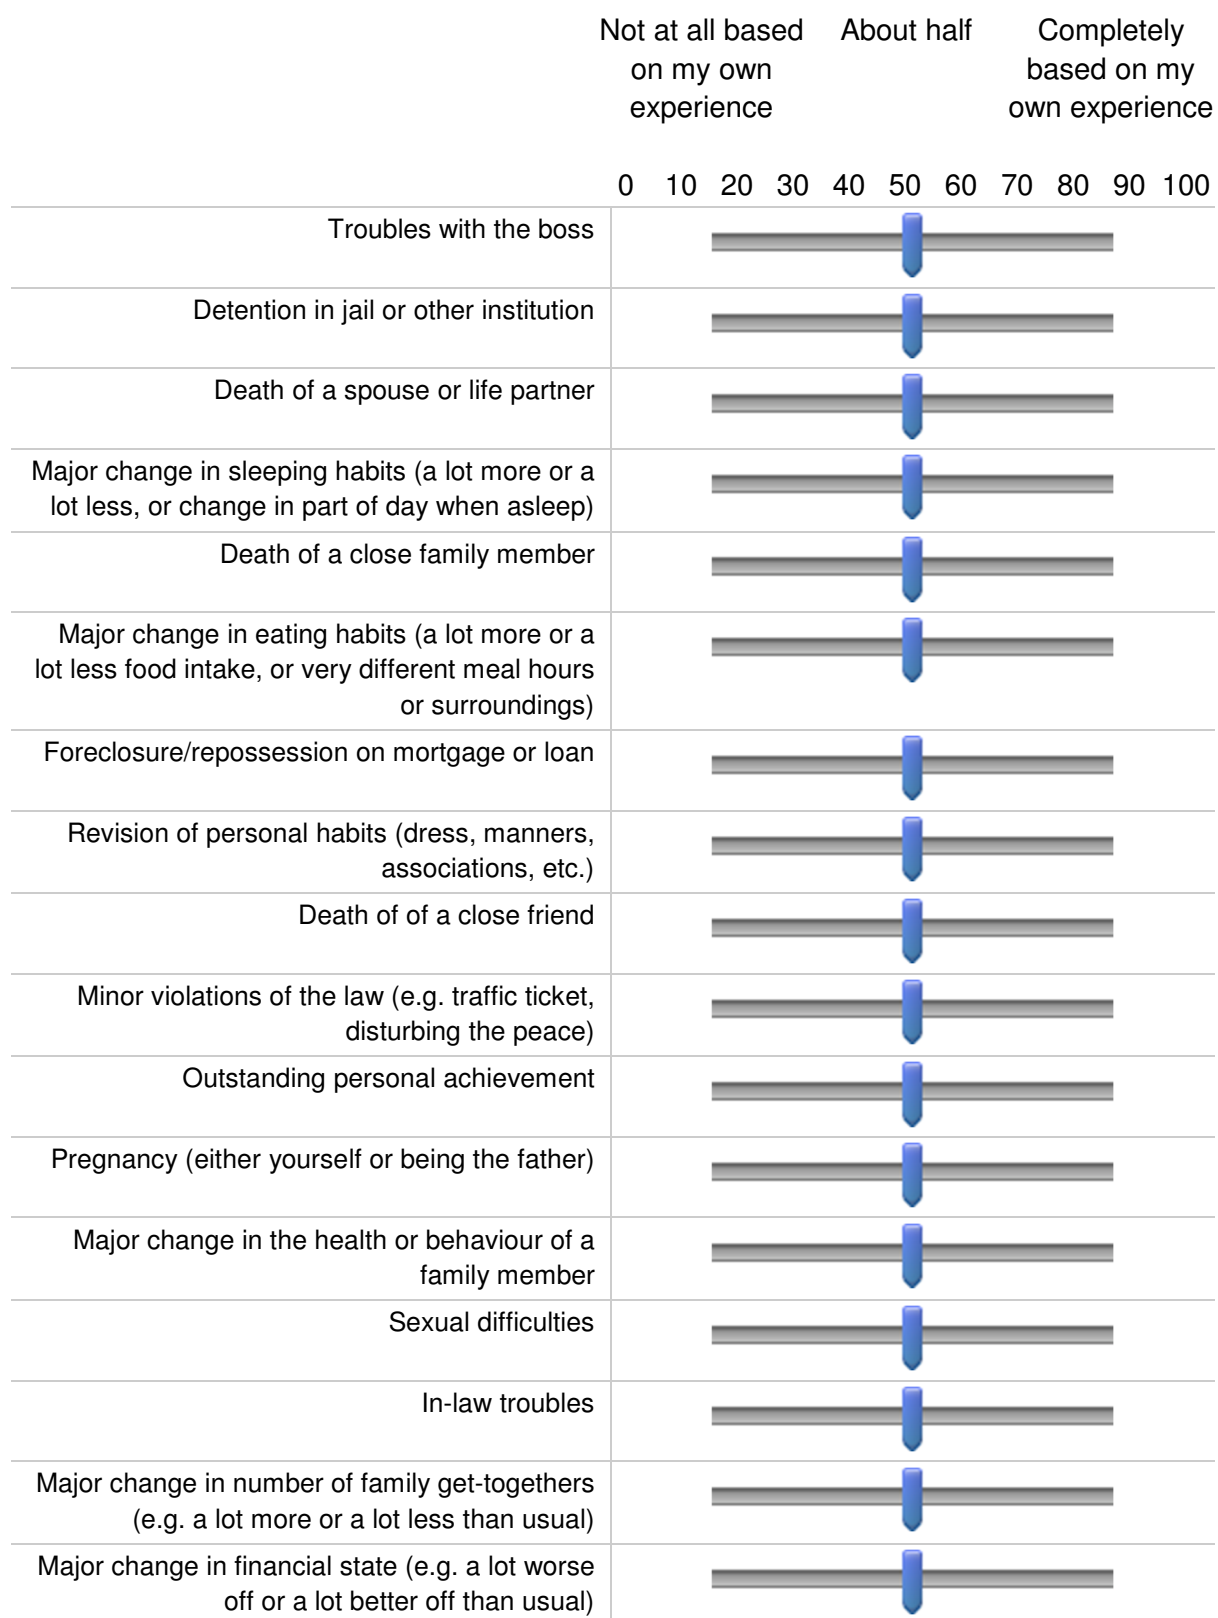 Not at all based on my own experience
About half
Completely based on my own experience
0 10 20 30 40 50 60 70 80 90 100
Troubles with the boss
Detention in jail or other institution
Death of a spouse or life partner
Major change in sleeping habits (a lot more or a
lot less, or change in part of day when asleep)
Death of a close family member
Major change in eating habits (a lot more or a
lot less food intake, or very different meal hours
or surroundings)
Foreclosure/repossession on mortgage or loan
Revision of personal habits (dress, manners,
associations, etc.)
Death of of a close friend
Minor violations of the law (e.g. traffic ticket,
disturbing the peace)
Outstanding personal achievement
Pregnancy (either yourself or being the father)
Major change in the health or behaviour of a
family member
Sexual difficulties
In-law troubles
Major change in number of family get-togethers
(e.g. a lot more or a lot less than usual)
Major change in financial state (e.g. a lot worse
off or a lot better off than usual)